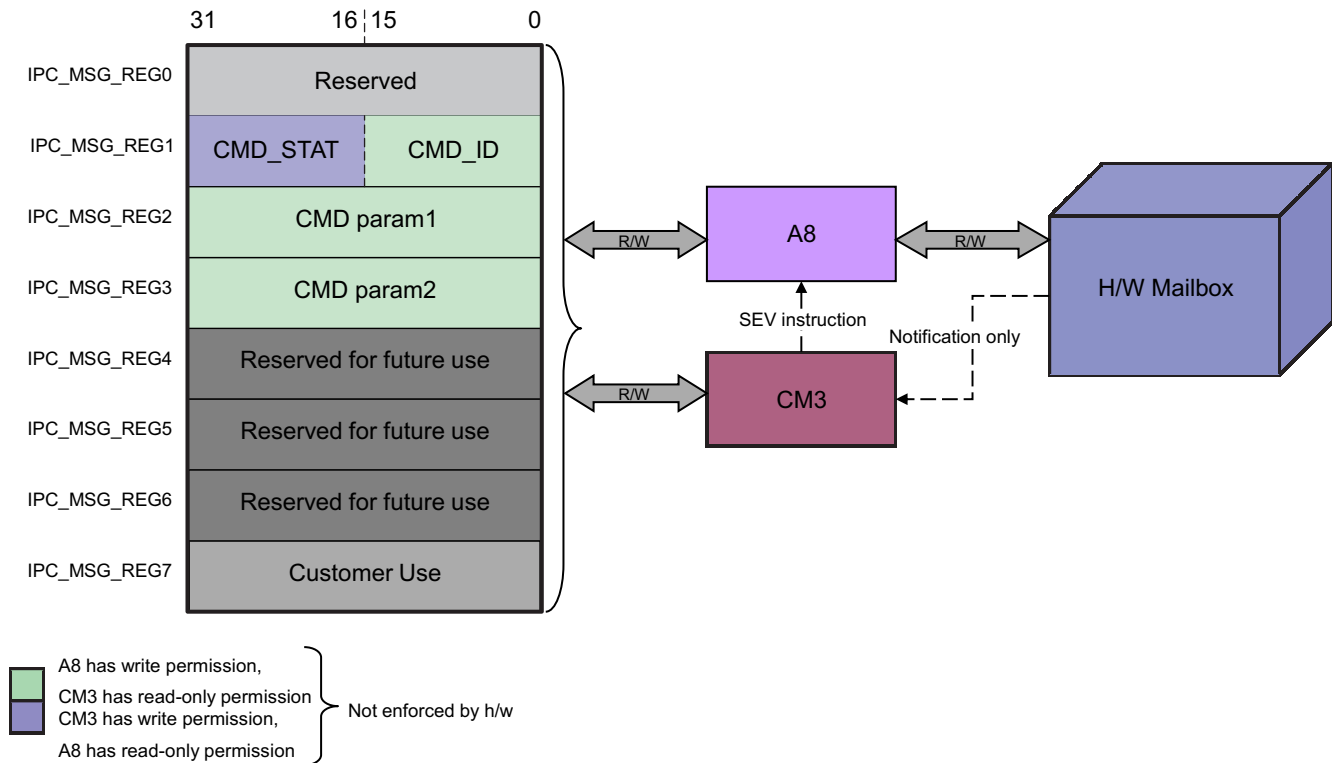 31 16 15 0
IPC_MSG_REG0 Reserved
IPC_MSG_REG1 CMD_STAT CMD_ID
IPC_MSG_REG2 CMD param1
IPC_MSG_REG3 CMD param2
IPC_MSG_REG4 Reserved for future use
IPC_MSG_REG5 Reserved for future use
IPC_MSG_REG6 Reserved for future use
IPC_MSG_REG7 Customer Use
R/W
A8
R/W
H/W Mailbox
SEV instruction
Notification only
R/W
CM3
A8 has write permission,
CM3 has read-only permission
CM3 has write permission,
A8 has read-only permission
Not enforced by h/w